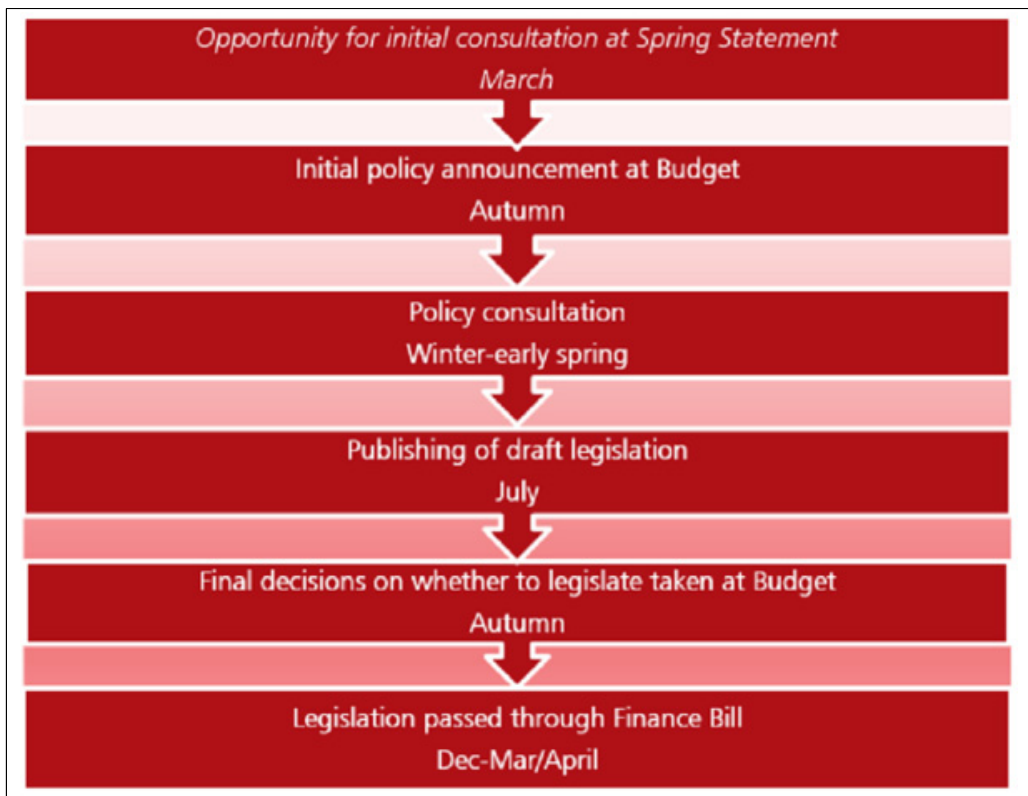 Opportunity for initial consultation at Spring Statement
March
Initial policy announcement at Budget
Autumn
Policy consultation
Winter-early spring
Publishing of draft legislation
July
Final decisions on whether to legislate taken at Budget
Autumn
Legislation passed through Finance Bill
Dec-Mar/April